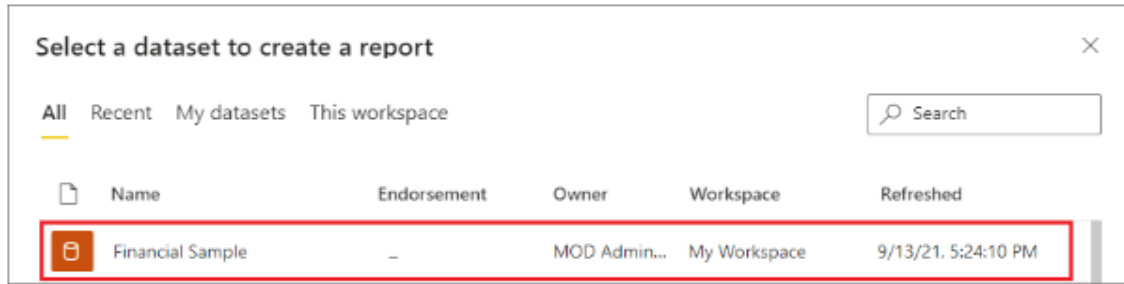 Select a dataset to create a report
All Recent My datasets This workspace Search
Name Endorsement Owner Workspace Refreshed
Financial Sample – MOD Admin... My Workspace 9/13/21, 5:24:10 PM